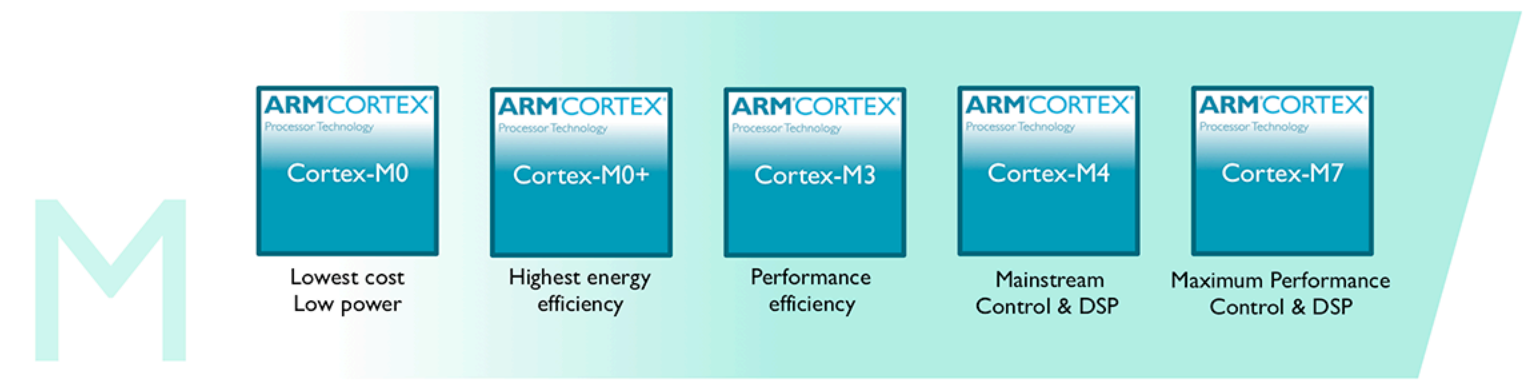 M
ARM®CORTEX®
Processor Technology
Cortex-M0
Lowest cost
Low power
ARM®CORTEX®
Processor Technology
Cortex-M0+
Highest energy
efficiency
ARM®CORTEX®
Processor Technology
Cortex-M3
Performance
efficiency
ARM®CORTEX®
Processor Technology
Cortex-M4
Mainstream
Control & DSP
ARM®CORTEX®
Processor Technology
Cortex-M7
Maximum Performance
Control & DSP